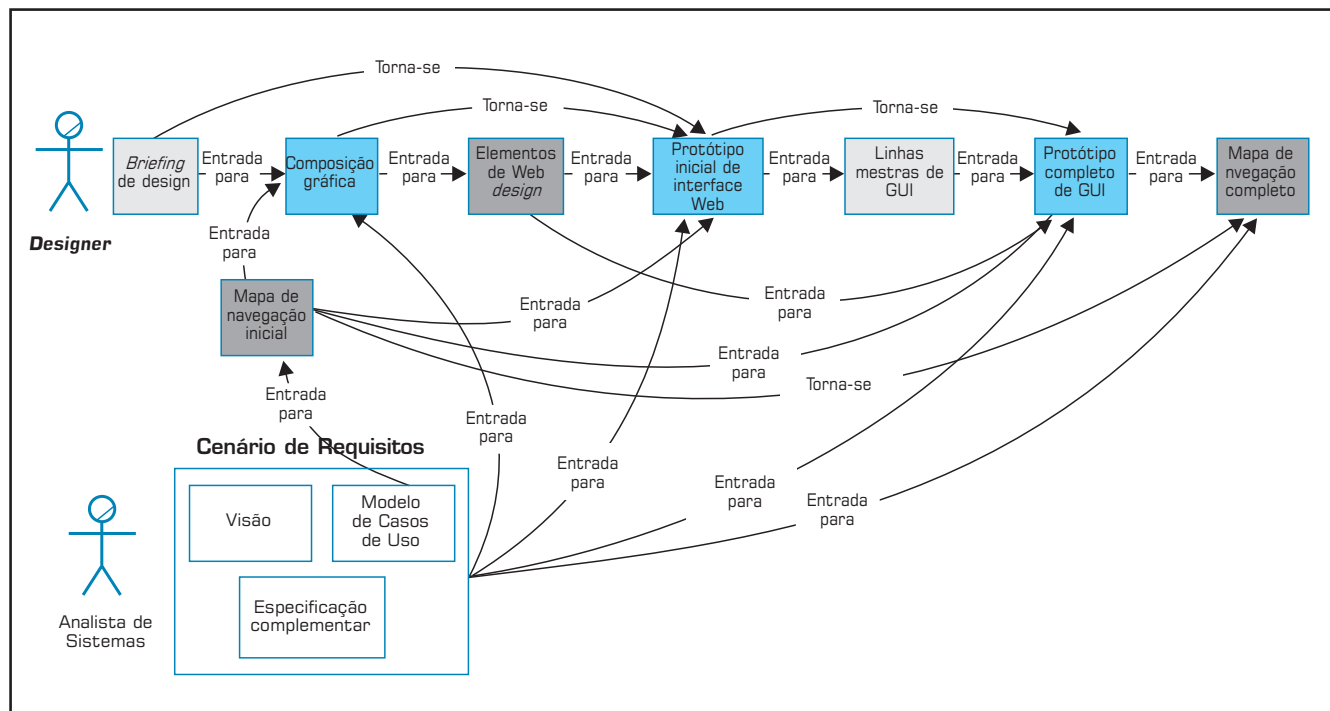 Torna-se
Torna-se
Torna-se
Briefing
de design
Entrada
para
Composição
gráfica
Entrada
para
Elementos
de Web
design
Entrada
para
Protótipo
inicial de
interface
Web
Entrada
para
Linhas
mestras de
GUI
Entrada
para
Protótipo
completo
de GUI
Entrada
para
Mapa de
nvegação
completo
Designer
Entrada
para
Mapa de
navegação
inicial
Entrada
para
Entrada
para
Entrada
para
Torna-se
Entrada
para
Entrada
para
Entrada
para
Entrada
para
Entrada
para
Cenário de Requisitos
Visão
Modelo
de Casos
de Uso
Especificação
complementar
Analista de
Sistemas